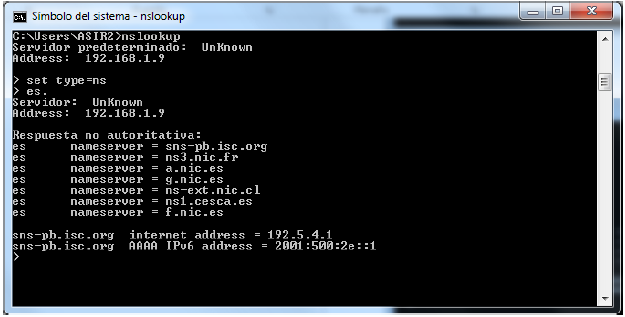 Símbolo del sistema - nslookup
C:\Users\ASIR2>nslookup
Servidor predeterminado:  UnKnown
Address:  192.168.1.9
> set type=ns
> es.
Servidor:  UnKnown
Address:  192.168.1.9
Respuesta no autoritativa:
es      nameserver = sns-pb.isc.org
es      nameserver = ns3.nic.fr
es      nameserver = a.nic.es
es      nameserver = g.nic.es
es      nameserver = ns-ext.nic.cl
es      nameserver = ns1.cesca.es
es      nameserver = f.nic.es
sns-pb.isc.org  internet address = 192.5.4.1
sns-pb.isc.org  AAAA IPv6 address = 2001:500:2e::1
>